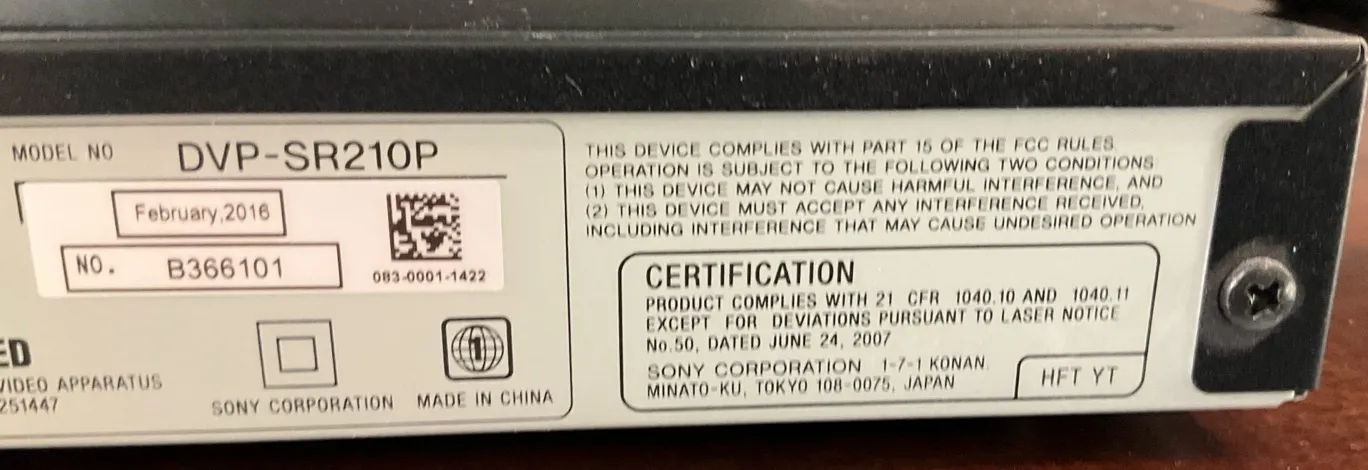 MODEL NO DVP-SR210P
February,2016
NO. B366101
083-0001-1422
ED
VIDEO APPARATUS
251447
SONY CORPORATION
1
MADE IN CHINA
THIS DEVICE COMPLIES WITH PART 15 OF THE FCC RULES.
OPERATION IS SUBJECT TO THE FOLLOWING TWO CONDITIONS
(1) THIS DEVICE MAY NOT CAUSE HARMFUL INTERFERENCE, AND
(2) THIS DEVICE MUST ACCEPT ANY INTERFERENCE RECEIVED,
INCLUDING INTERFERENCE THAT MAY CAUSE UNDESIRED OPERATION
CERTIFICATION
PRODUCT COMPLIES WITH 21 CFR 1040.10 AND 1040.11
EXCEPT FOR DEVIATIONS PURSUANT TO LASER NOTICE
No.50, DATED JUNE 24, 2007
SONY CORPORATION 1-7-1 KONAN.
MINATO-KU, TOKYO 108-0075, JAPAN
HFT YT